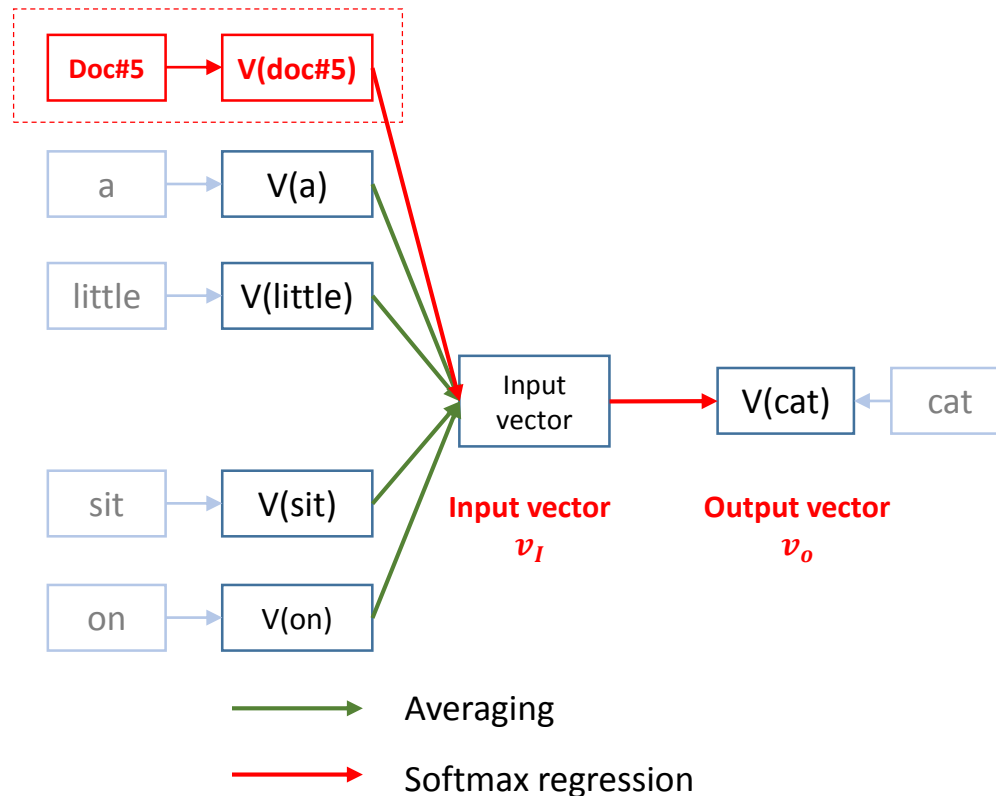 Doc#5
V(doc#5)
a
V(a)
little
V(little)
Input
vector
V(cat)
cat
sit
V(sit)
Input vector
v_I
Output vector
v_o
on
V(on)
Averaging
Softmax regression